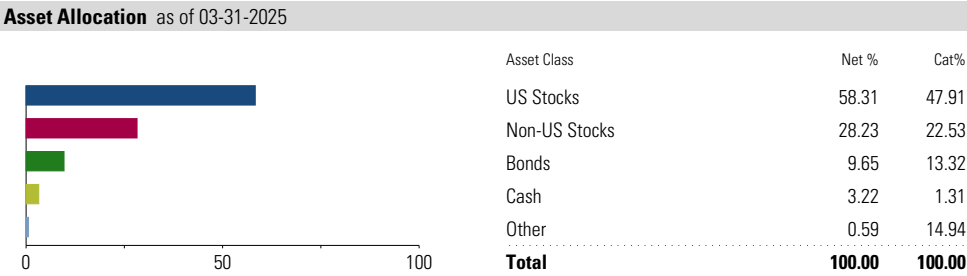 Asset Allocation as of 03-31-2025
Asset Class Net % Cat%
US Stocks 58.31 47.91
Non-US Stocks 28.23 22.53
Bonds 9.65 13.32
Cash 3.22 1.31
Other 0.59 14.94
0 50 100 Total 100.00 100.00